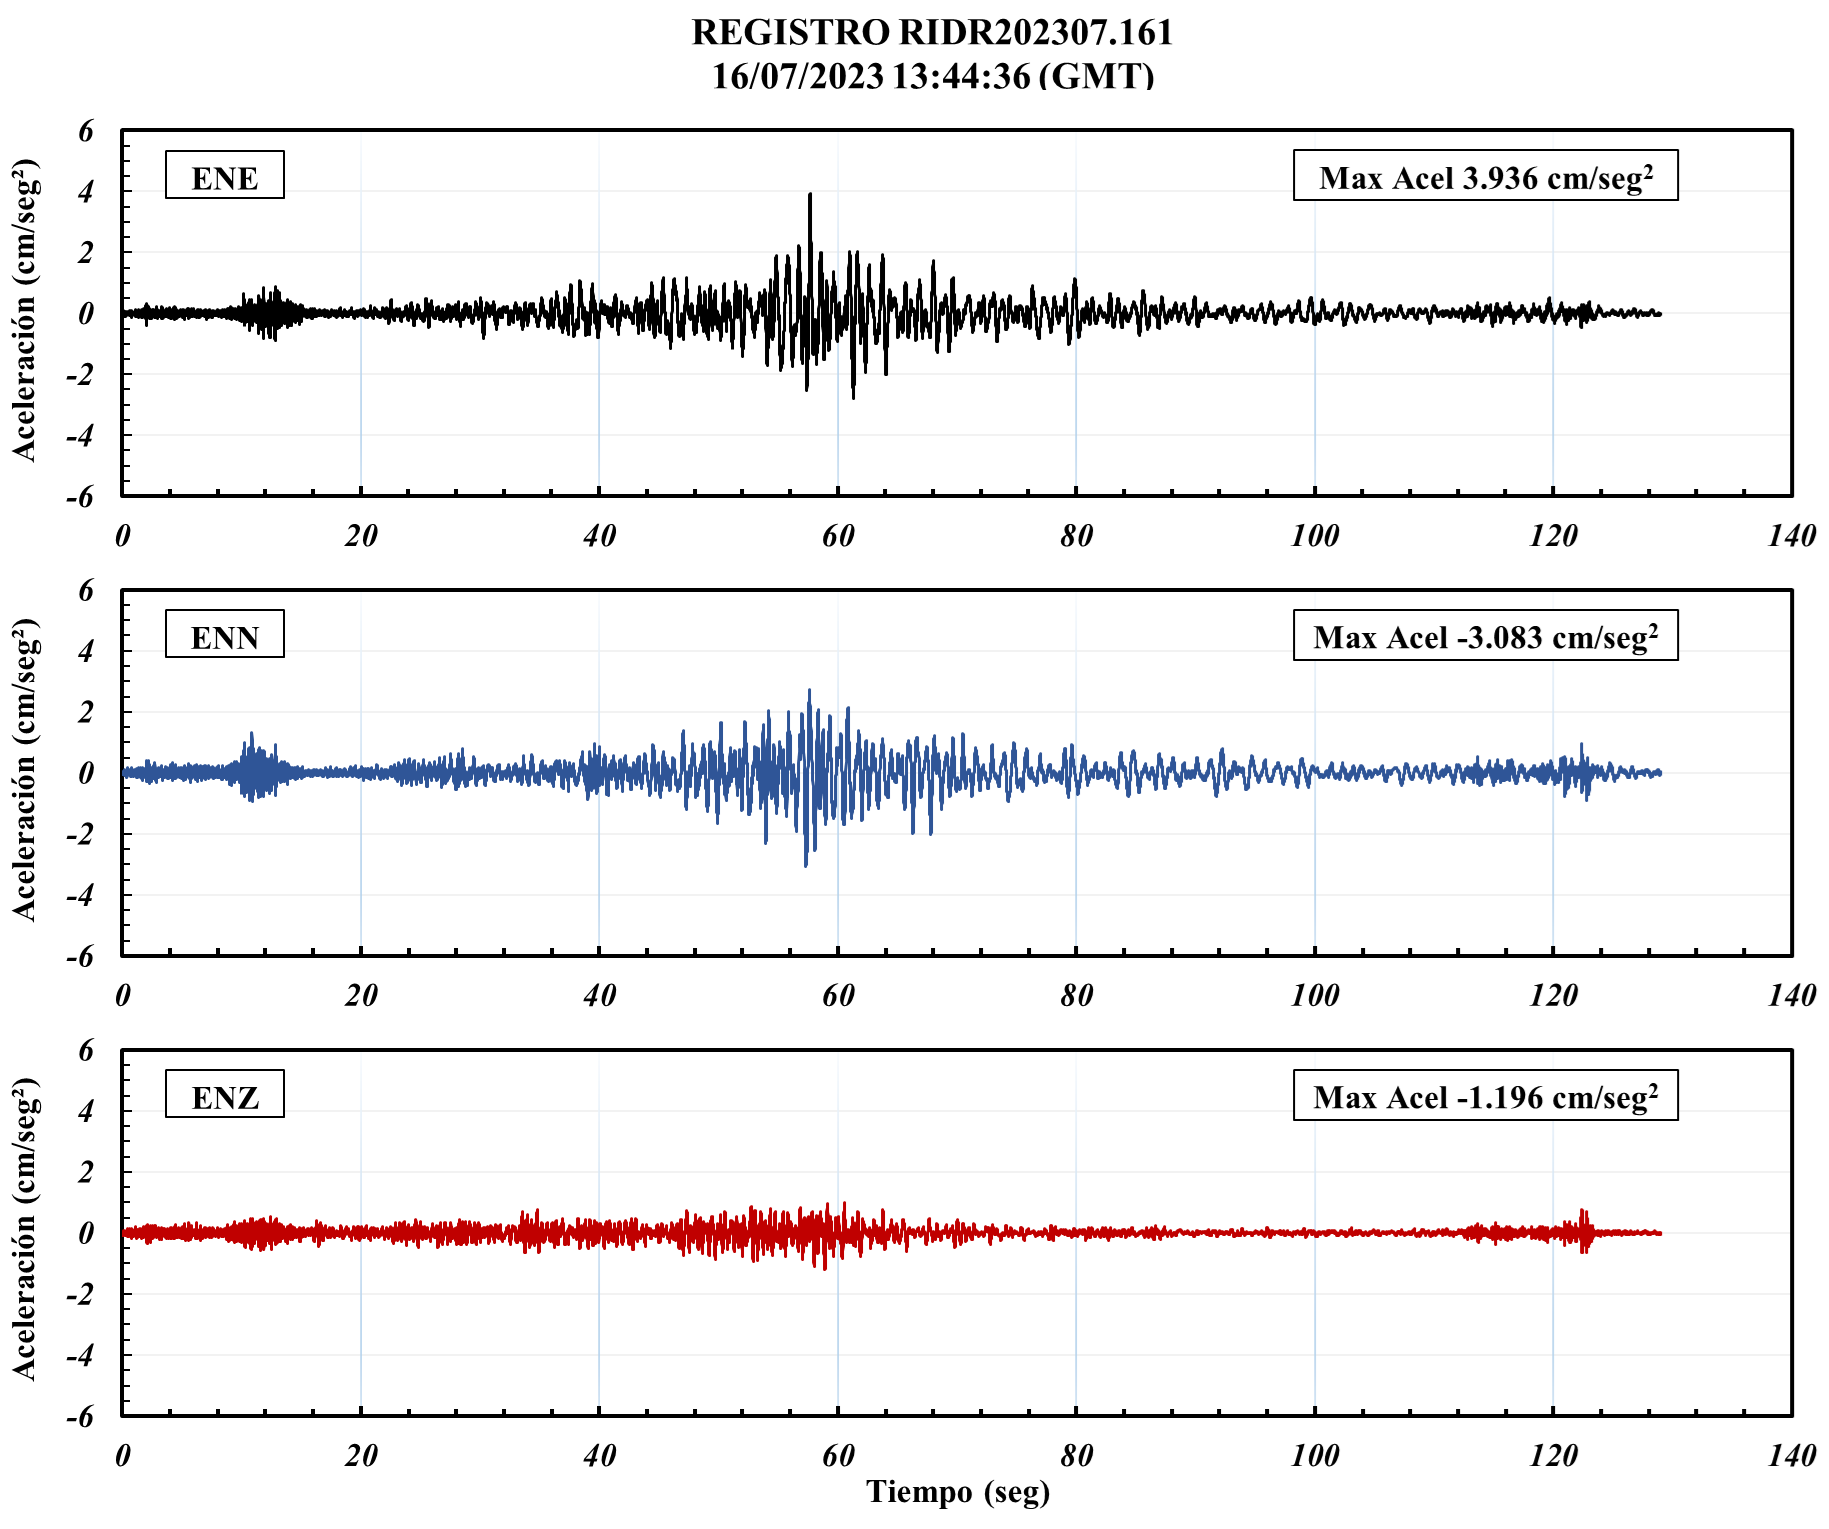 REGISTRO RIDR202307.161
16/07/2023 13:44:36 (GMT)
Aceleración (cm/seg²)
6
4
2
0
-2
-4
-6
ENE
Max Acel 3.936 cm/seg²
0 20 40 60 80 100 120 140
Aceleración (cm/seg²)
6
4
2
0
-2
-4
-6
ENN
Max Acel -3.083 cm/seg²
0 20 40 60 80 100 120 140
Aceleración (cm/seg²)
6
4
2
0
-2
-4
-6
ENZ
Max Acel -1.196 cm/seg²
0 20 40 60 80 100 120 140
Tiempo (seg)